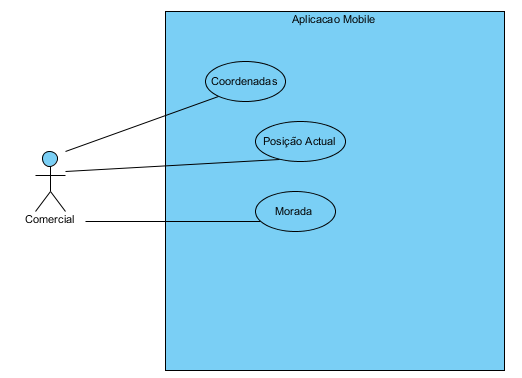 Aplicacao Mobile
Coordenadas
Posição Actual
Morada
Comercial